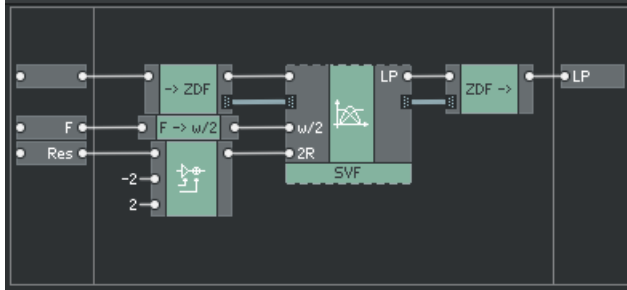 LP
LP
-> ZDF
ZDF ->
F
F -> w/2
w/2
Res
2R
-2
SVF
2